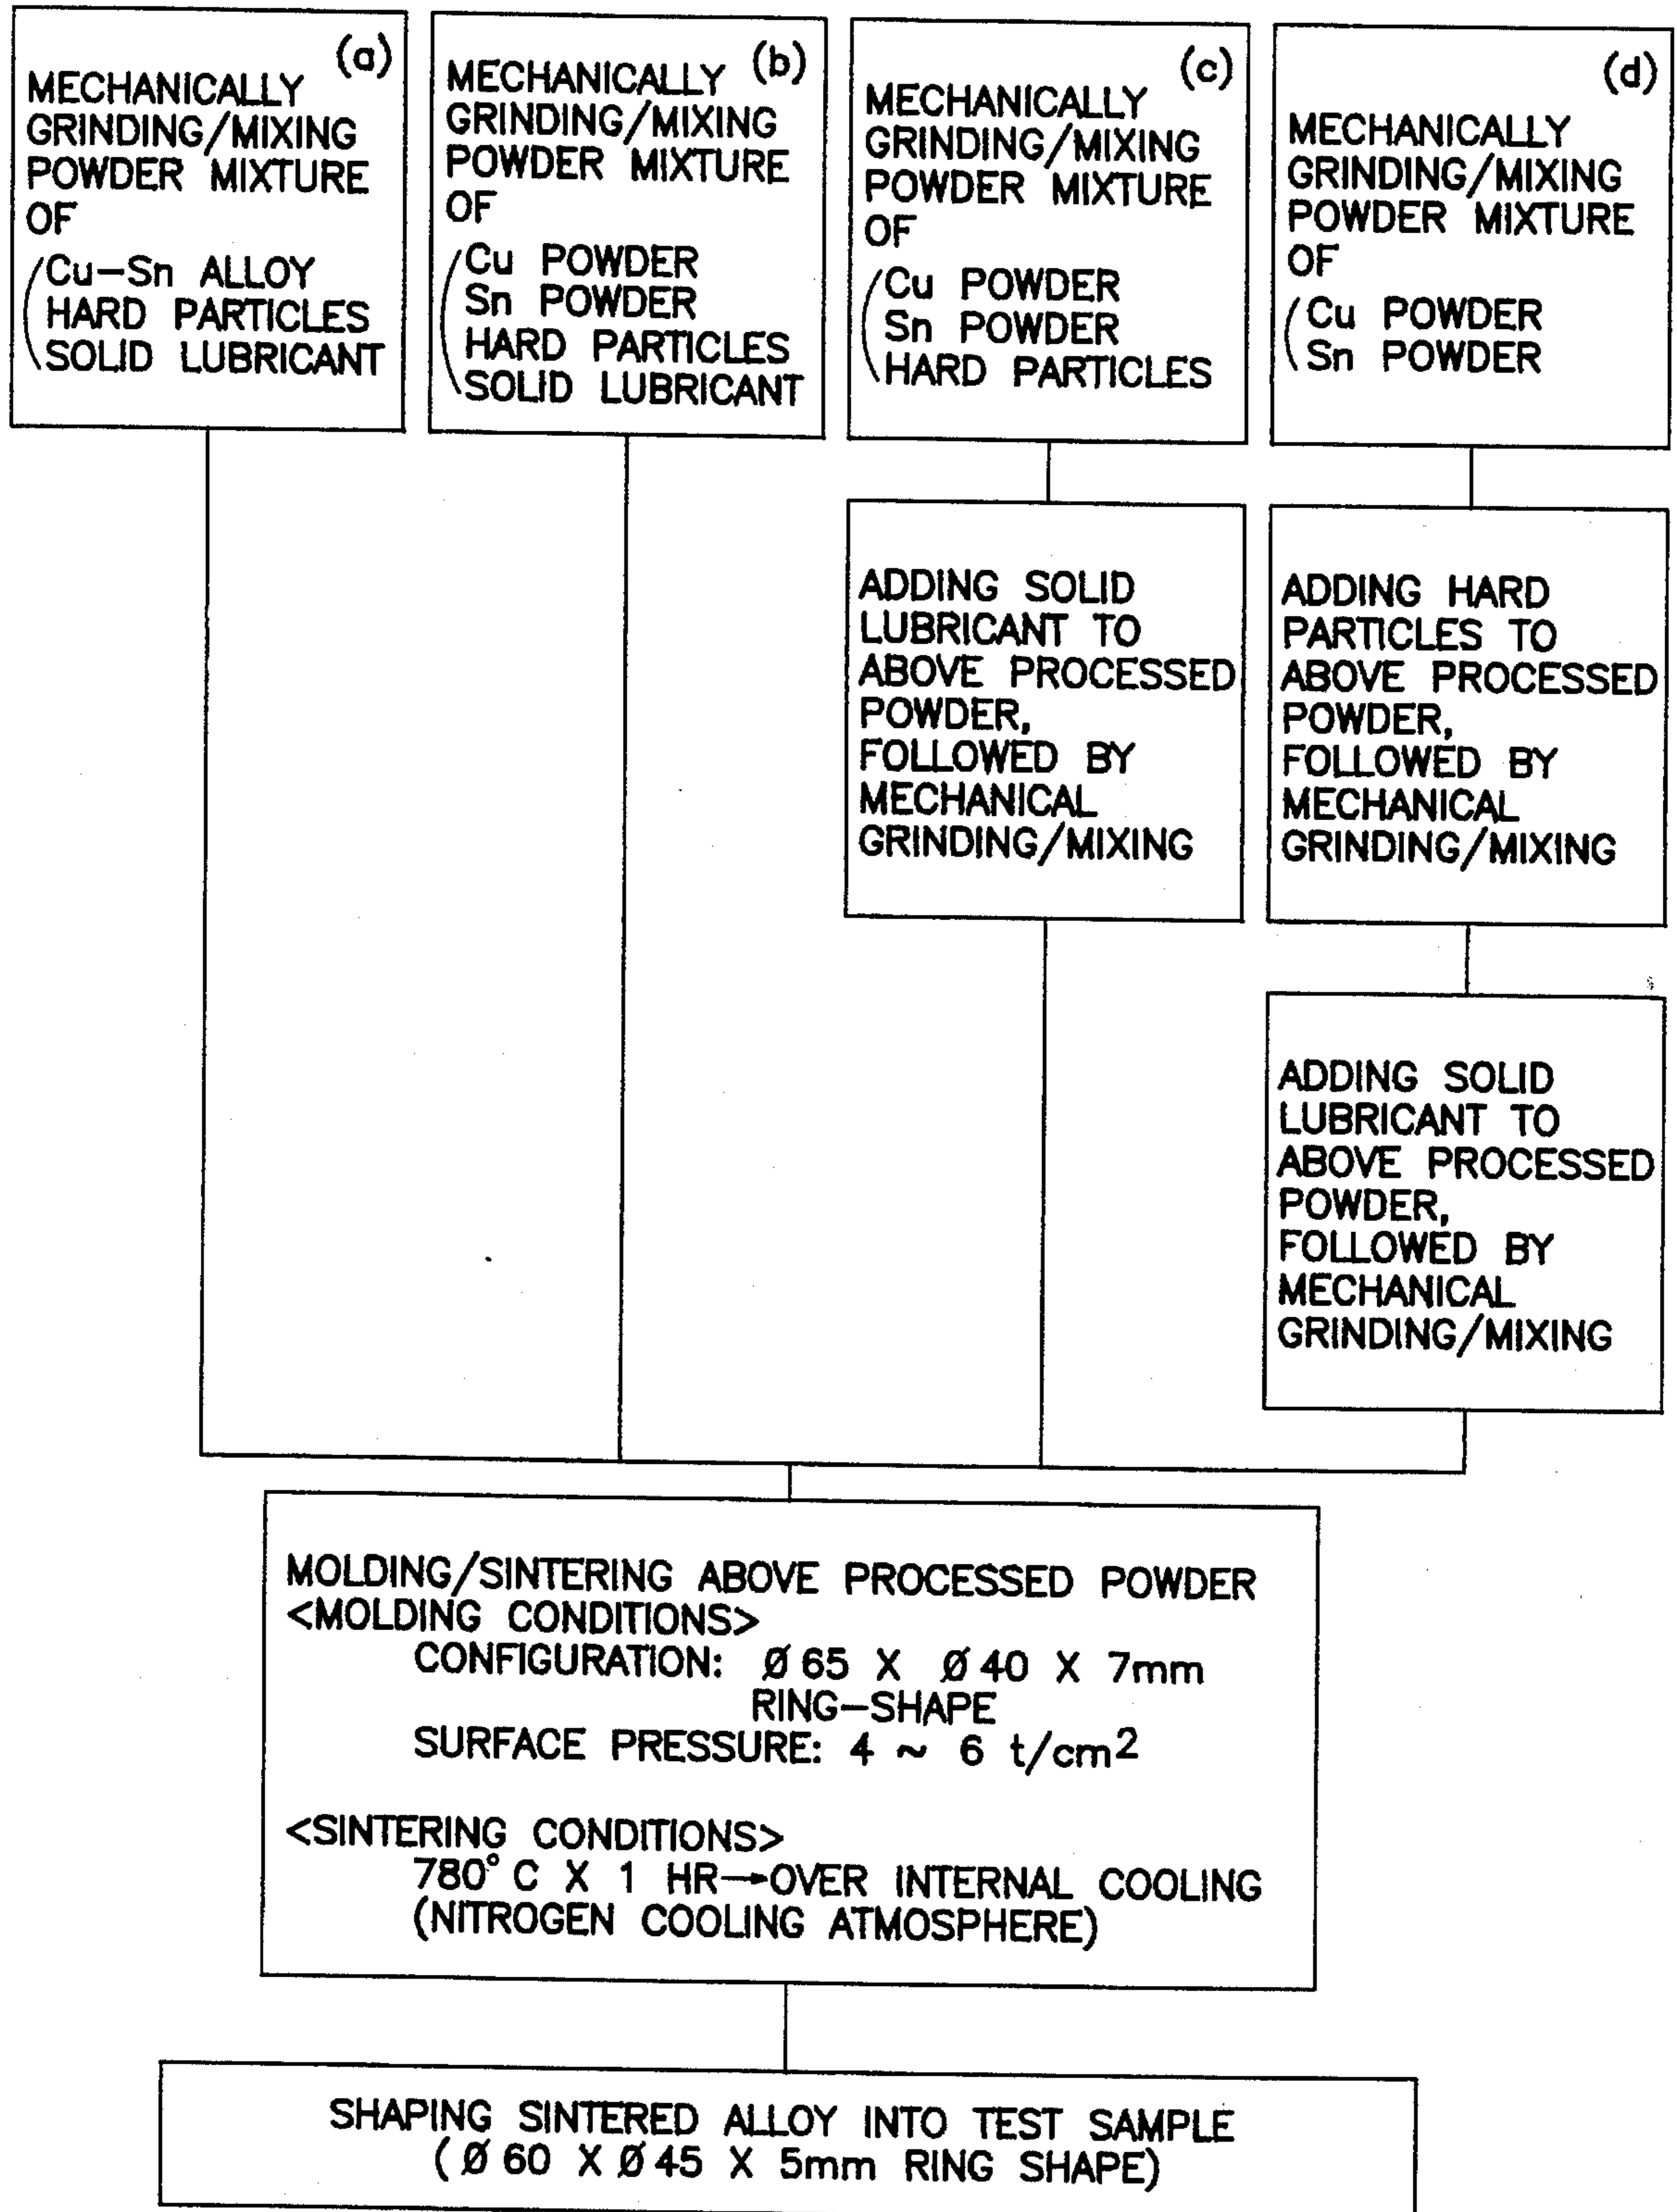 (a)
MECHANICALLY
GRINDING/MIXING
POWDER MIXTURE
OF
Cu-Sn ALLOY
HARD PARTICLES
SOLID LUBRICANT
(b)
MECHANICALLY
GRINDING/MIXING
POWDER MIXTURE
OF
Cu POWDER
Sn POWDER
HARD PARTICLES
SOLID LUBRICANT
(c)
MECHANICALLY
GRINDING/MIXING
POWDER MIXTURE
OF
Cu POWDER
Sn POWDER
HARD PARTICLES
(d)
MECHANICALLY
GRINDING/MIXING
POWDER MIXTURE
OF
Cu POWDER
Sn POWDER
ADDING SOLID
LUBRICANT TO
ABOVE PROCESSED
POWDER,
FOLLOWED BY
MECHANICAL
GRINDING/MIXING
ADDING HARD
PARTICLES TO
ABOVE PROCESSED
POWDER,
FOLLOWED BY
MECHANICAL
GRINDING/MIXING
ADDING SOLID
LUBRICANT TO
ABOVE PROCESSED
POWDER,
FOLLOWED BY
MECHANICAL
GRINDING/MIXING
MOLDING/SINTERING ABOVE PROCESSED POWDER
<MOLDING CONDITIONS>
CONFIGURATION: Ø 65 X Ø 40 X 7mm
RING-SHAPE
SURFACE PRESSURE: 4 ~ 6 t/cm²
<SINTERING CONDITIONS>
780° C X 1 HR→OVER INTERNAL COOLING
(NITROGEN COOLING ATMOSPHERE)
SHAPING SINTERED ALLOY INTO TEST SAMPLE
( Ø 60 X Ø 45 X 5mm RING SHAPE)